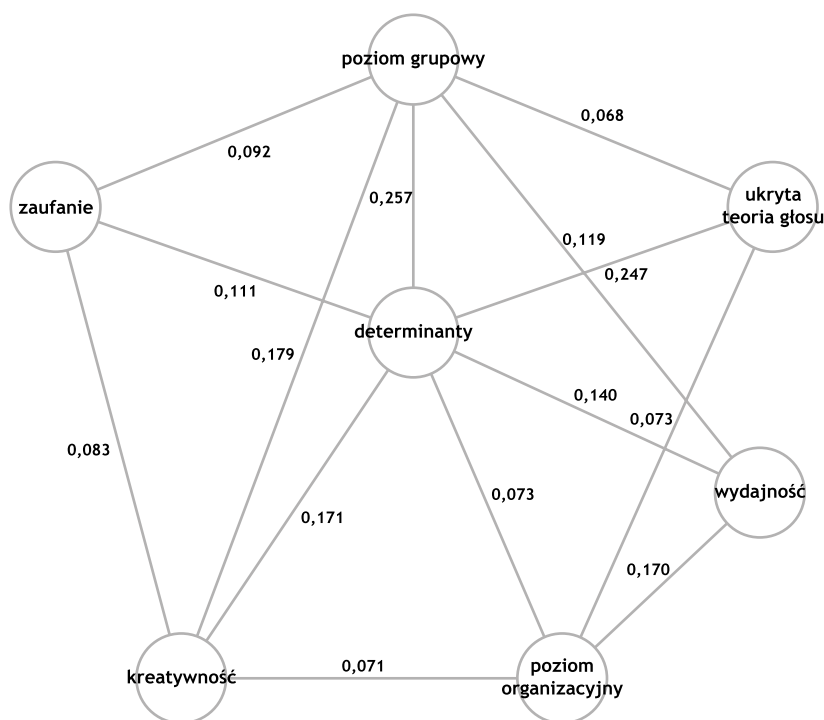 poziom grupowy
0,068
0,092
zaufanie
0,257
ukryta
teoria głosu
0,119
0,247
0,111
determinanty
0,179
0,140
0,073
0,083
wydajność
0,073
0,171
0,170
0,071
kreatywność
poziom
organizacyjny